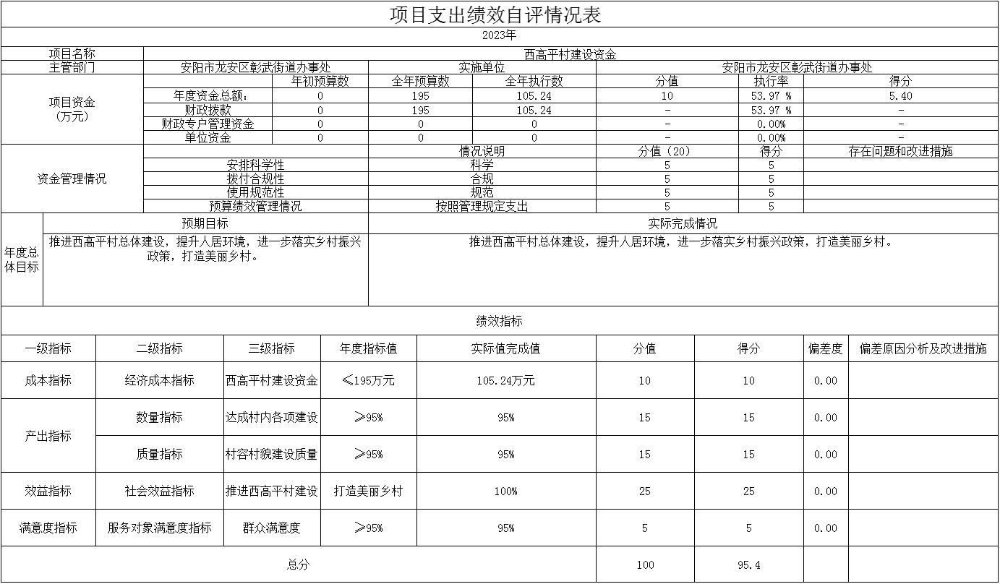 项目支出绩效自评情况表
2023年
项目名称 西高平村建设资金
主管部门 安阳市龙安区彰武街道办事处 实施单位 安阳市龙安区彰武街道办事处
项目资金
(万元) 年初预算数 全年预算数 全年执行数 分值 执行率 得分
年度资金总额： 0 195 105.24 10 53.97 % 5.40
财政拨款 0 195 105.24 - 53.97 % -
财政专户管理资金 0 0 0 - 0.00% -
单位资金 0 0 0 - 0.00% -
资金管理情况 情况说明 分值（20） 得分 存在问题和改进措施
安排科学性 科学 5 5
拨付合规性 合规 5 5
使用规范性 规范 5 5
预算绩效管理情况 按照管理规定支出 5 5
年度总
体目标 预期目标 实际完成情况
推进西高平村总体建设，提升人居环境，进一步落实乡村振兴
政策，打造美丽乡村。
推进西高平村总体建设，提升人居环境，进一步落实乡村振兴政策，打造美丽乡村。
绩效指标
一级指标 二级指标 三级指标 年度指标值 实际值完成值 分值 得分 偏差度 偏差原因分析及改进措施
成本指标 经济成本指标 西高平村建设资金 ≤195万元 105.24万元 10 10 0.00
产出指标 数量指标 达成村内各项建设 ≥95% 95% 15 15 0.00
质量指标 村容村貌建设质量 ≥95% 95% 15 15 0.00
效益指标 社会效益指标 推进西高平村建设 打造美丽乡村 100% 25 25 0.00
满意度指标 服务对象满意度指标 群众满意度 ≥95% 95% 5 5 0.00
总分 100 95.4